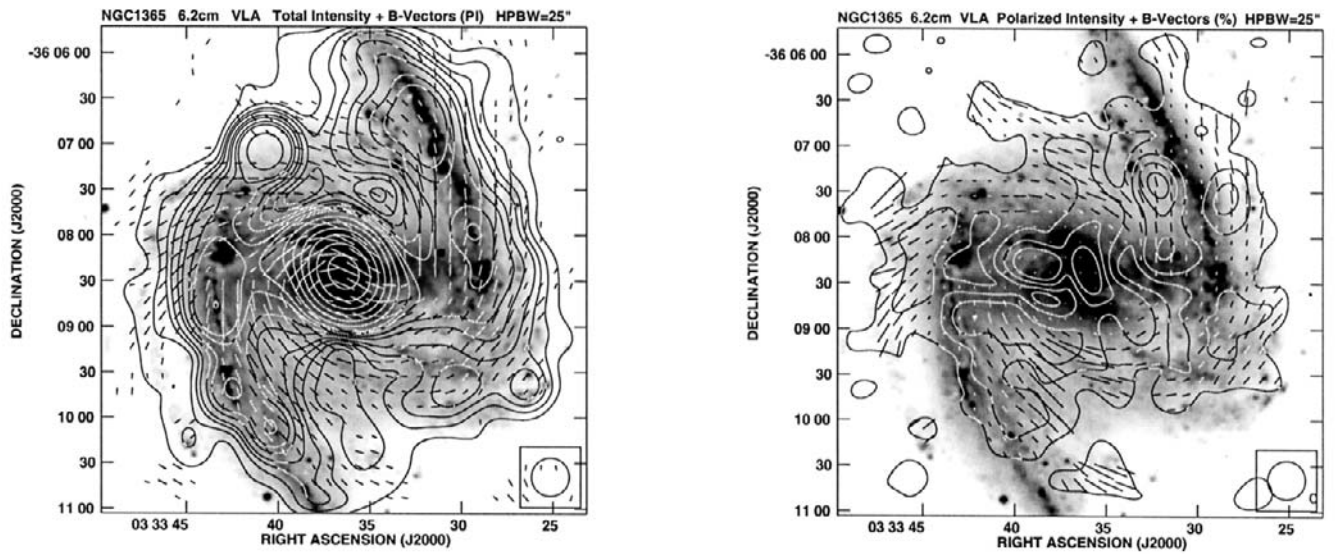 NGC1365 6.2cm VLA Total Intensity + B-Vectors (PI) HPBW=25"
-36 06 00
30
07 00
30
08 00
30
09 00
30
10 00
30
11 00
DECLINATION (J2000)
03 33 45 40 35 30 25
RIGHT ASCENSION (J2000)
NGC1365 6.2cm VLA Polarized Intensity + B-Vectors (%) HPBW=25"
-36 06 00
30
07 00
30
08 00
30
09 00
30
10 00
30
11 00
DECLINATION (J2000)
03 33 45 40 35 30 25
RIGHT ASCENSION (J2000)